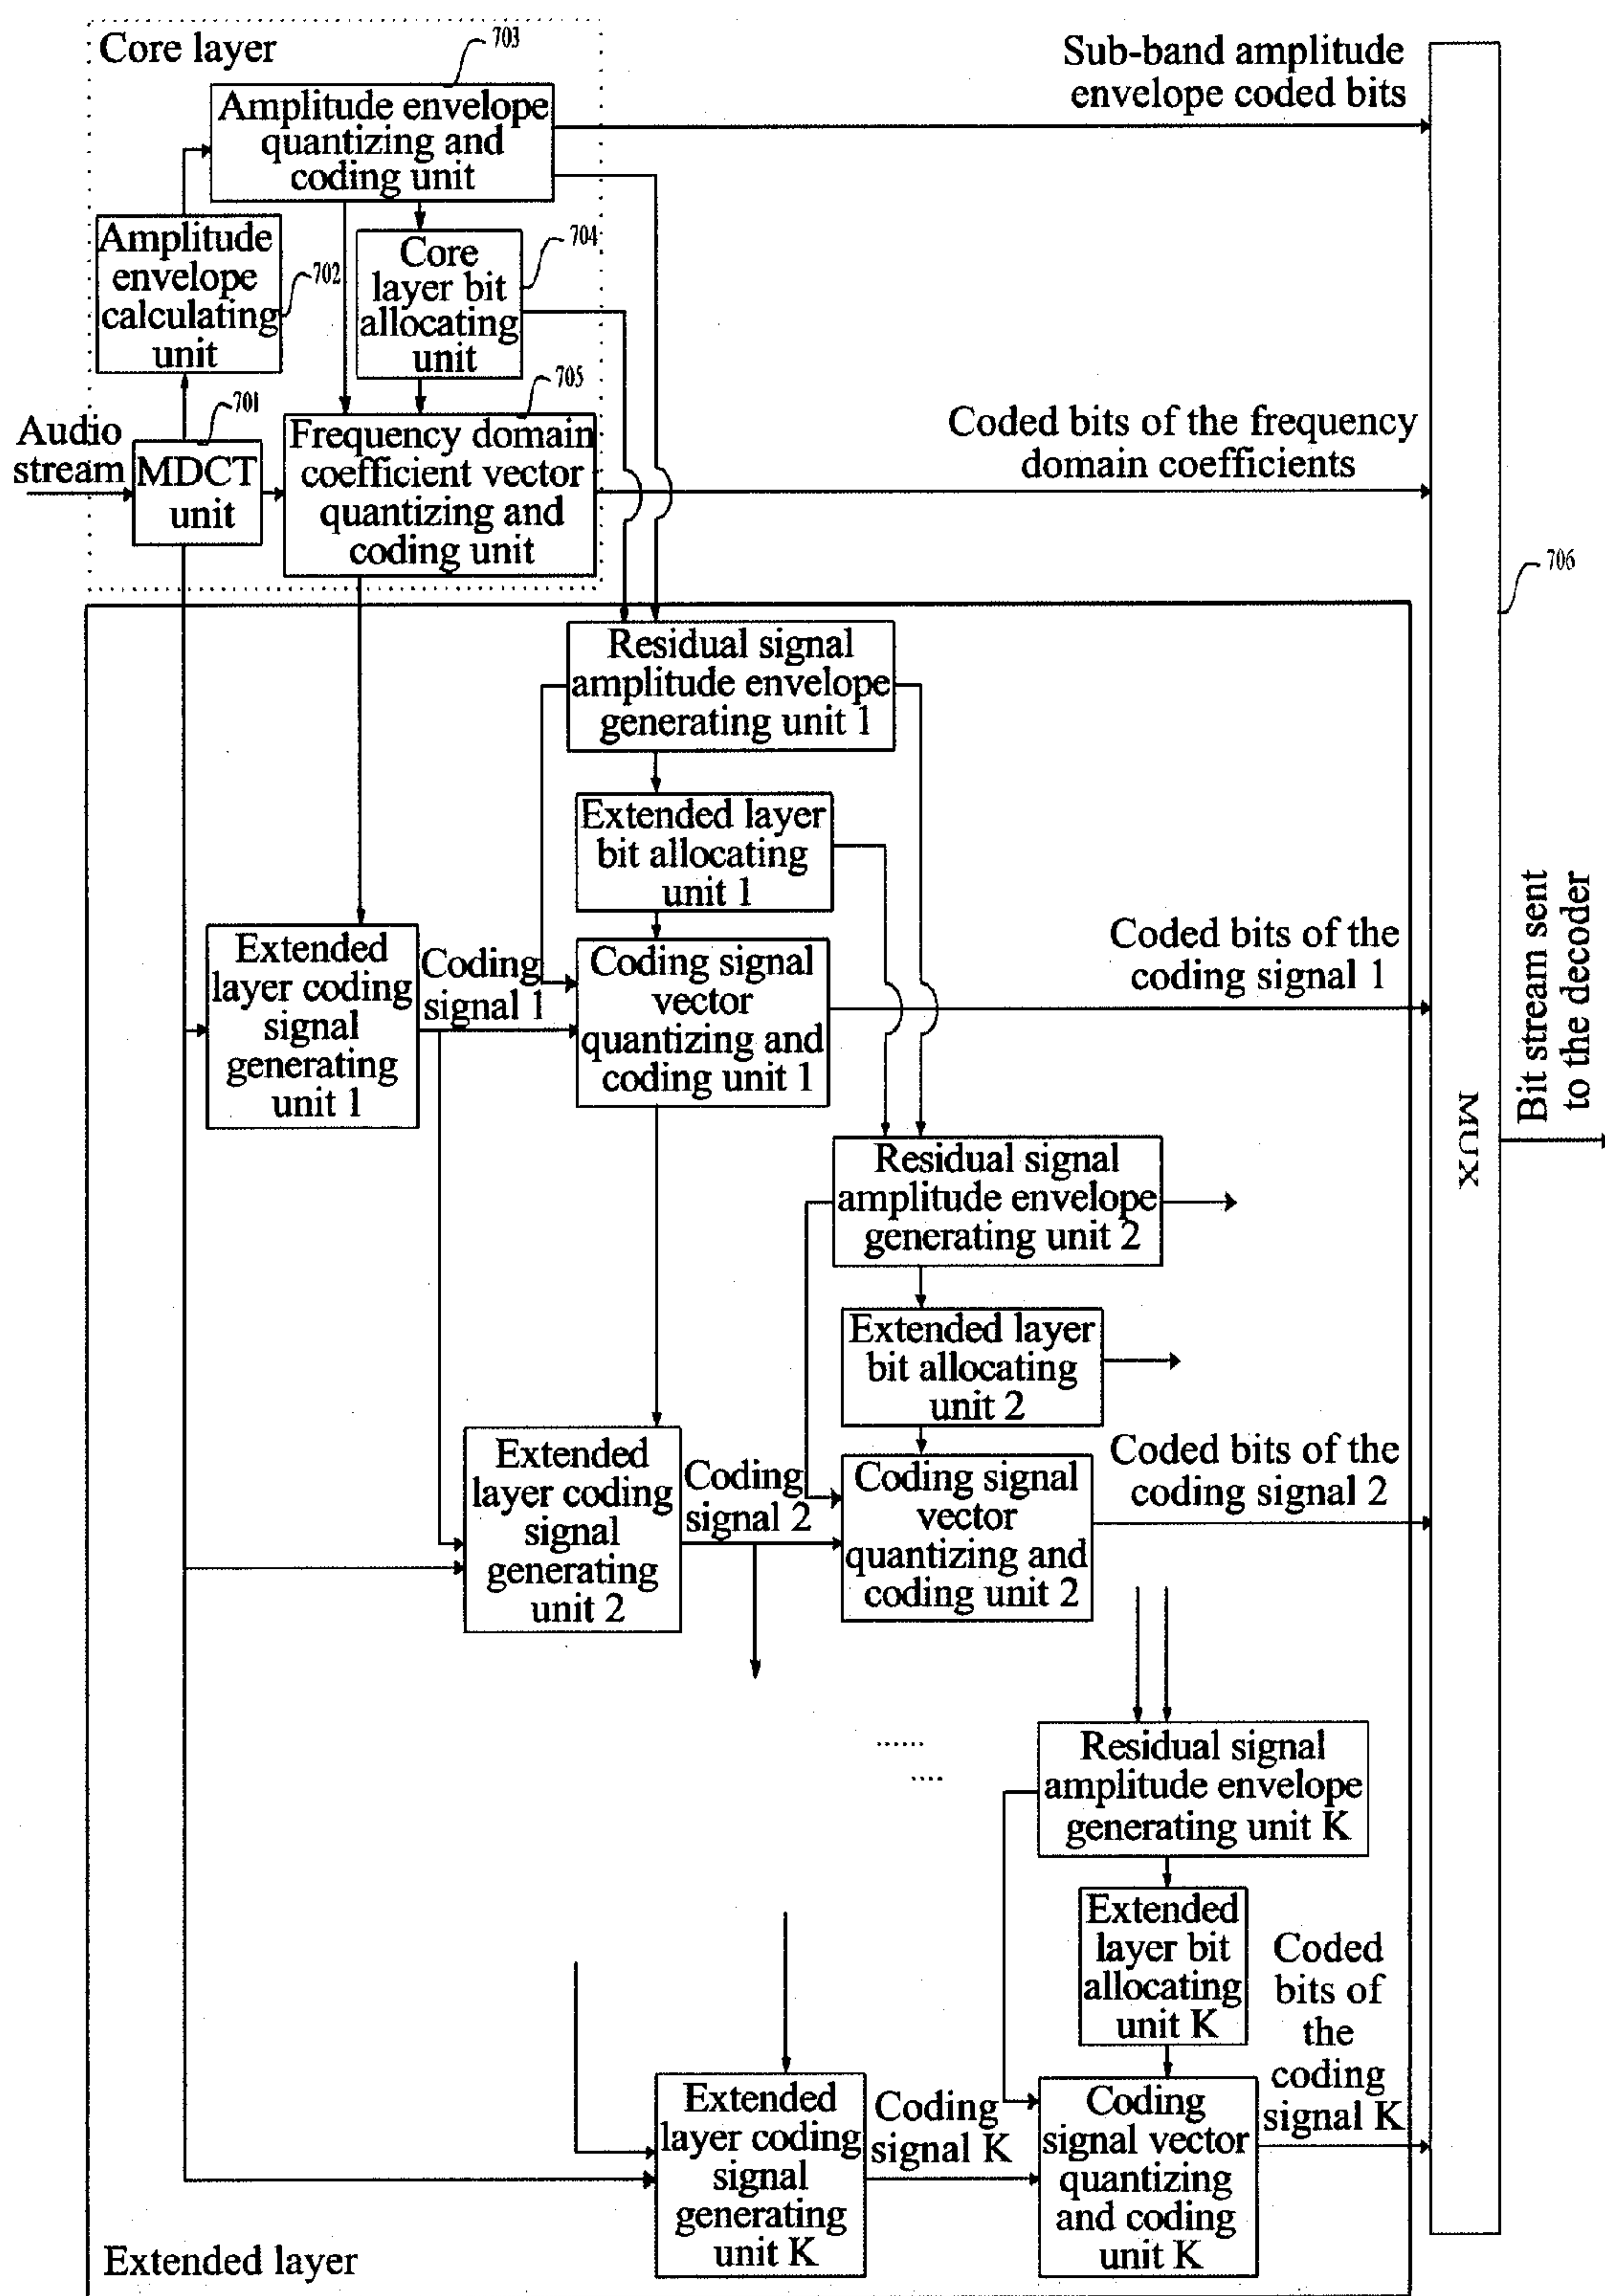 Core layer
703
Sub-band amplitude
envelope coded bits
Amplitude envelope
quantizing and
coding unit
Amplitude
envelope
calculating
unit
702
Core
layer bit
allocating
unit
704
705
701
Audio
stream
MDCT
unit
Frequency domain
coefficient vector
quantizing and
coding unit
Coded bits of the frequency
domain coefficients
706
Residual signal
amplitude envelope
generating unit 1
Extended layer
bit allocating
unit 1
Extended
layer coding
signal
generating
unit 1
Coding
signal 1
Coding signal
vector
quantizing and
coding unit 1
Coded bits of the
coding signal 1
MUX
Bit stream sent
to the decoder
Residual signal
amplitude envelope
generating unit 2
Extended layer
bit allocating
unit 2
Extended
layer coding
signal
generating
unit 2
Coding
signal 2
Coding signal
vector
quantizing and
coding unit 2
Coded bits of the
coding signal 2
......
....
Residual signal
amplitude envelope
generating unit K
Extended
layer bit
allocating
unit K
Extended
layer coding
signal
generating
unit K
Coding
signal K
Coding
signal vector
quantizing
and coding
unit K
Coded
bits of
the
coding
signal K
Extended layer